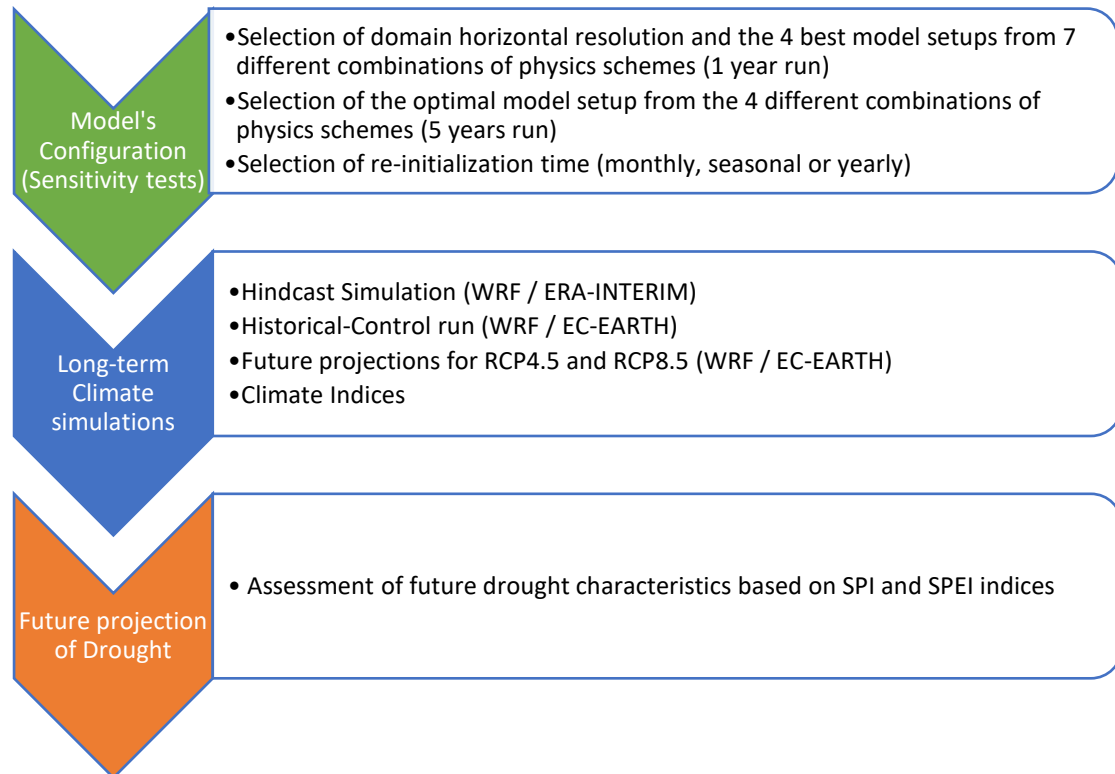 Model's
Configuration
(Sensitivity tests)
•Selection of domain horizontal resolution and the 4 best model setups from 7
different combinations of physics schemes (1 year run)
•Selection of the optimal model setup from the 4 different combinations of
physics schemes (5 years run)
•Selection of re-initialization time (monthly, seasonal or yearly)
Long-term
Climate
simulations
•Hindcast Simulation (WRF / ERA-INTERIM)
•Historical-Control run (WRF / EC-EARTH)
•Future projections for RCP4.5 and RCP8.5 (WRF / EC-EARTH)
•Climate Indices
Future projection
of Drought
• Assessment of future drought characteristics based on SPI and SPEI indices